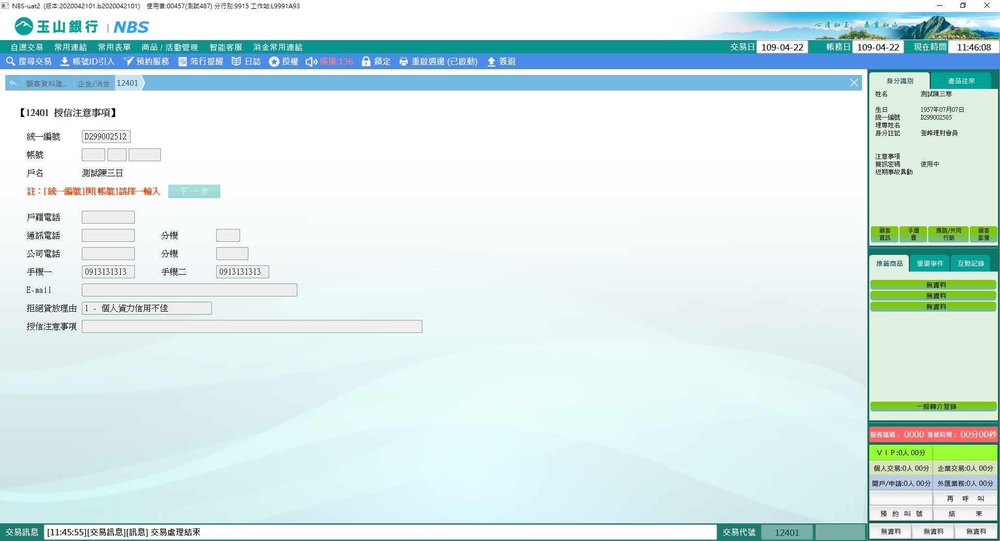 NBS-uat2 (版本:2020042101.b2020042101) 使用者:00457(測試487) 分行別:9915 工作站:L9991A93
玉山銀行 | NBS
心清如玉。義重如山。
自選交易 常用連結 常用表單 商品 / 活動管理 智能客服 消金常用連結
交易日 109-04-22 帳務日 109-04-22 現在時間 11:46:08
搜尋交易 帳號ID引入 預約服務 蒞行提醒 日誌 授權 廣播:136 鎖定 重啟週邊 (已啟動) 簽退
顧客資料建.. 企金/消金 12401
【12401 授信注意事項】
統一編號 D299002512
帳號
戶名 測試陳三日
註：[統一編號]與[帳號]請擇一輸入 下一步
戶籍電話
通訊電話 分機
公司電話 分機
手機一 0913131313 手機二 0913131313
E-mail
拒絕貸放理由 1 - 個人資力信用不佳
授信注意事項
身分識別 產品往來
姓名 測試陳三寒
生日 1957年07月07日
統一編號 D299002585
理專姓名
身分註記 登峰理財會員
注意事項
簡訊密碼 使用中
近期事故異動
顧客資訊 手續費 通路/共同行銷 顧客影像
推薦商品 重要事件 互動記錄
無資料
無資料
無資料
一般轉介登錄
服務號碼： 0000 等候時間： 00分00秒
ＶＩＰ:0人 00分
個人交易:0人 00分 企業交易:0人 00分
開戶/申請:0人 00分 外匯業務:0人 00分
再 呼 叫
預 約 叫 號 結 束
無資料 無資料 無資料
交易訊息 [11:45:55][交易訊息][訊息] 交易處理結束 交易代號 12401